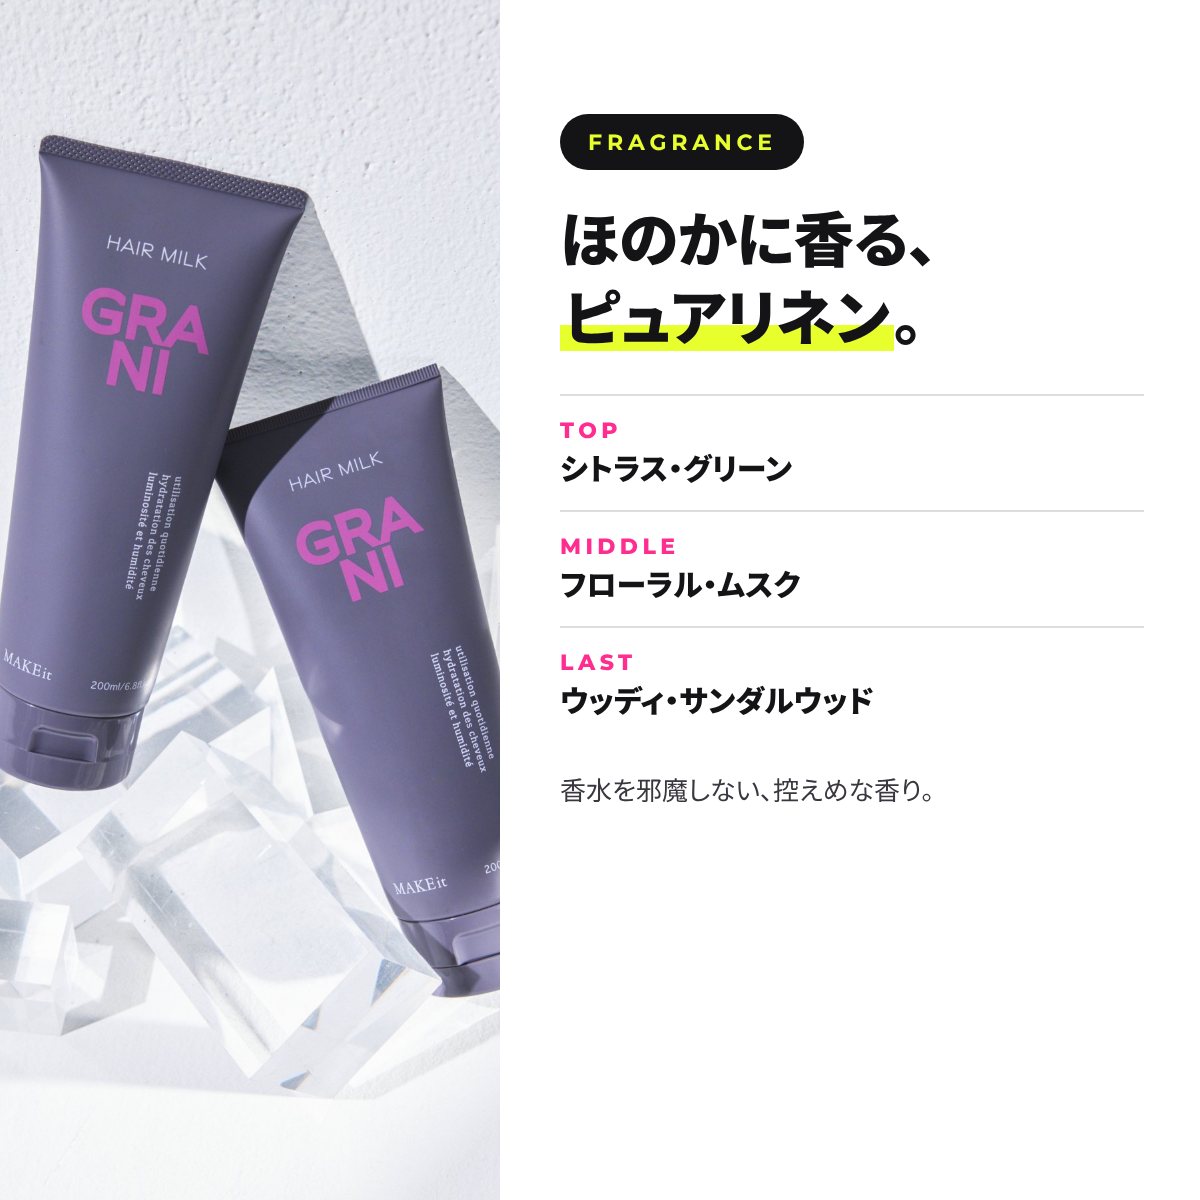 HAIR MILK
GRA
NI
utilisation quotidienne
hydratation des cheveux
luminosité et humidité
MAKEit
200ml/6.8fl
HAIR MILK
GRA
NI
utilisation quotidienne
hydratation des cheveux
luminosité et humidité
MAKEit
200
FRAGRANCE
ほのかに香る、
ピュアリネン。
TOP
シトラス・グリーン
MIDDLE
フローラル・ムスク
LAST
ウッディ・サンダルウッド
香水を邪魔しない、控えめな香り。